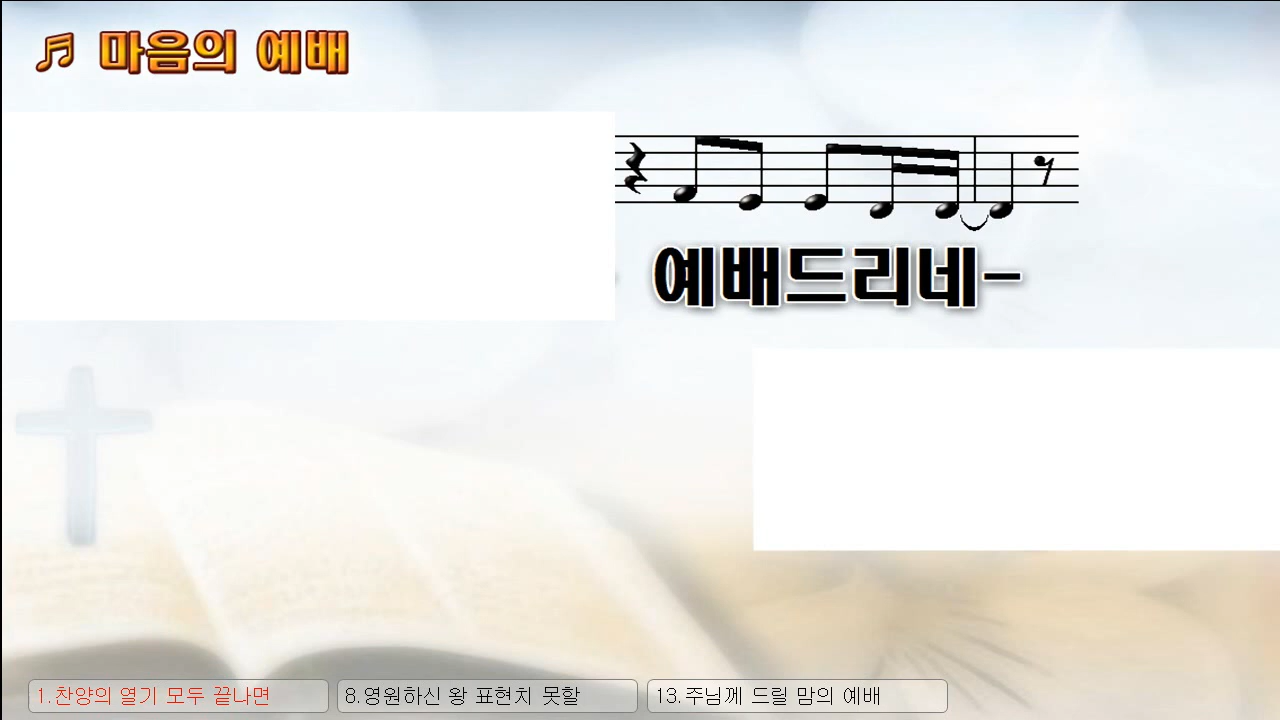 ♬ 마음의 예배
예배드리네-
1.찬양의 열기 모두 끝나면
8.영원하신 왕 표현치 못할
13.주님께 드릴 맘의 예배